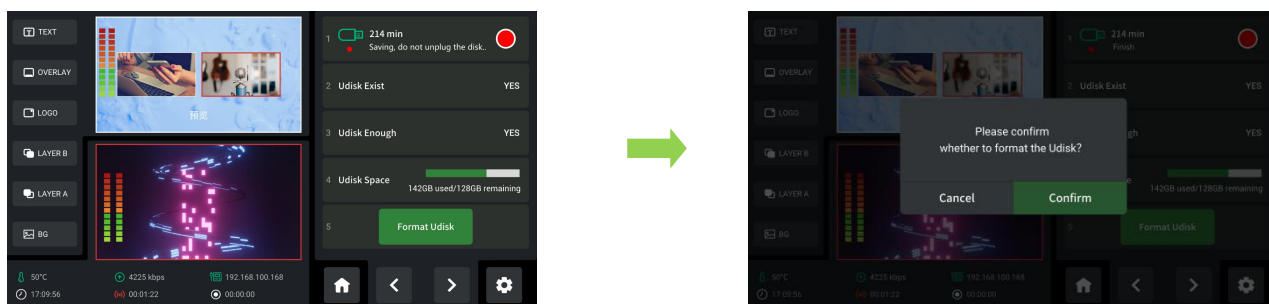 TEXT
OVERLAY
LOGO
LAYER B
LAYER A
BG
预览
50°C
4225 kbps
192.168.100.168
17:09:56
00:01:22
00:00:00
1
214 min
Saving, do not unplug the disk..
2 Udisk Exist YES
3 Udisk Enough YES
4 Udisk Space
142GB used/128GB remaining
5 Format Udisk
TEXT
OVERLAY
LOGO
LAYER B
LAYER A
BG
50°C
4225 kbps
192.168.100.168
17:09:56
00:01:22
00:00:00
1
214 min
Finish
2 Udisk Exist YES
gh YES
e
142GB used/128GB remaining
5 Format Udisk
Please confirm
whether to format the Udisk?
Cancel Confirm